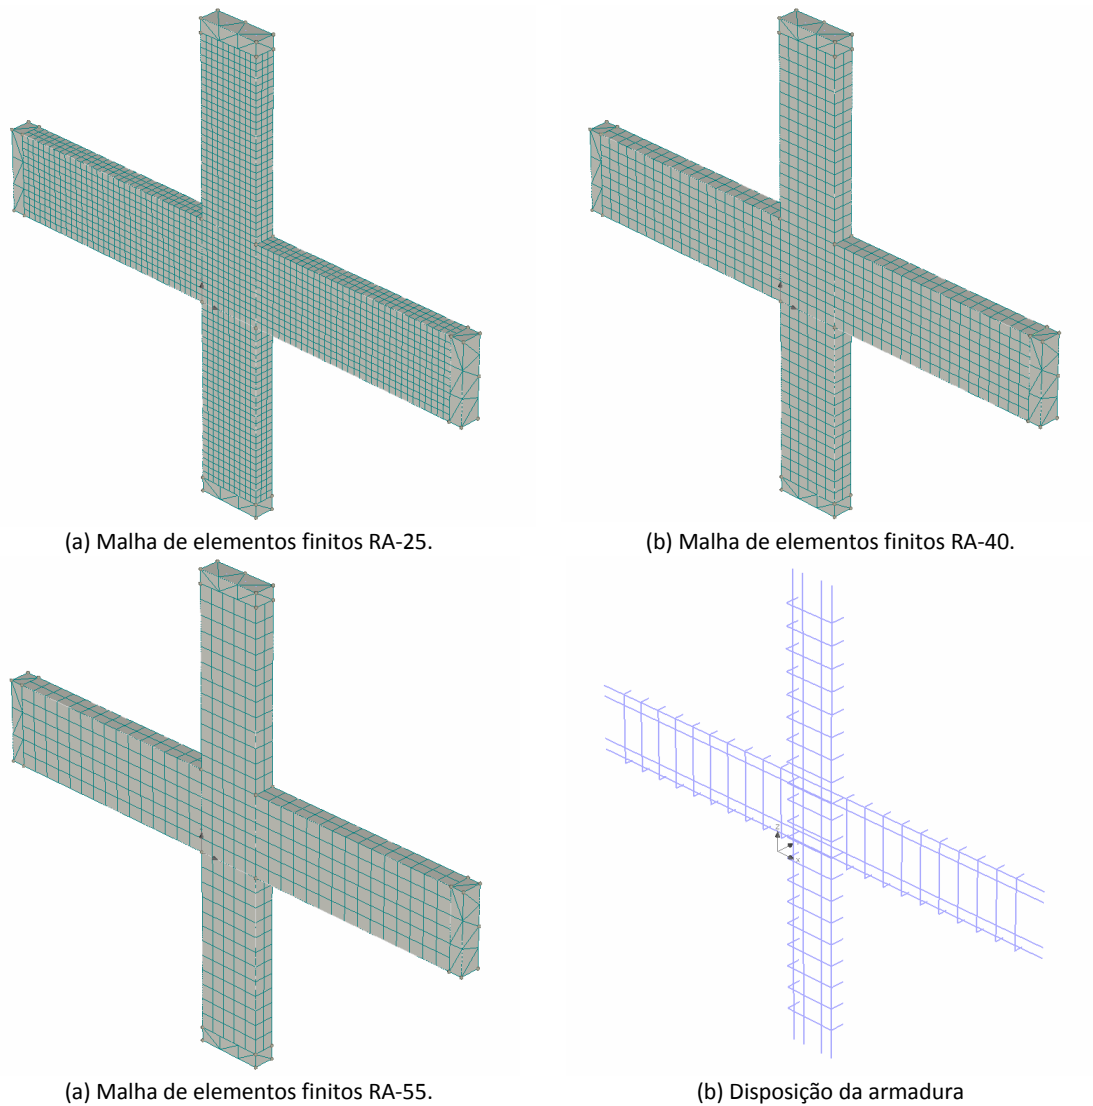 (a) Malha de elementos finitos RA-25.
(b) Malha de elementos finitos RA-40.
(a) Malha de elementos finitos RA-55.
(b) Disposição da armadura